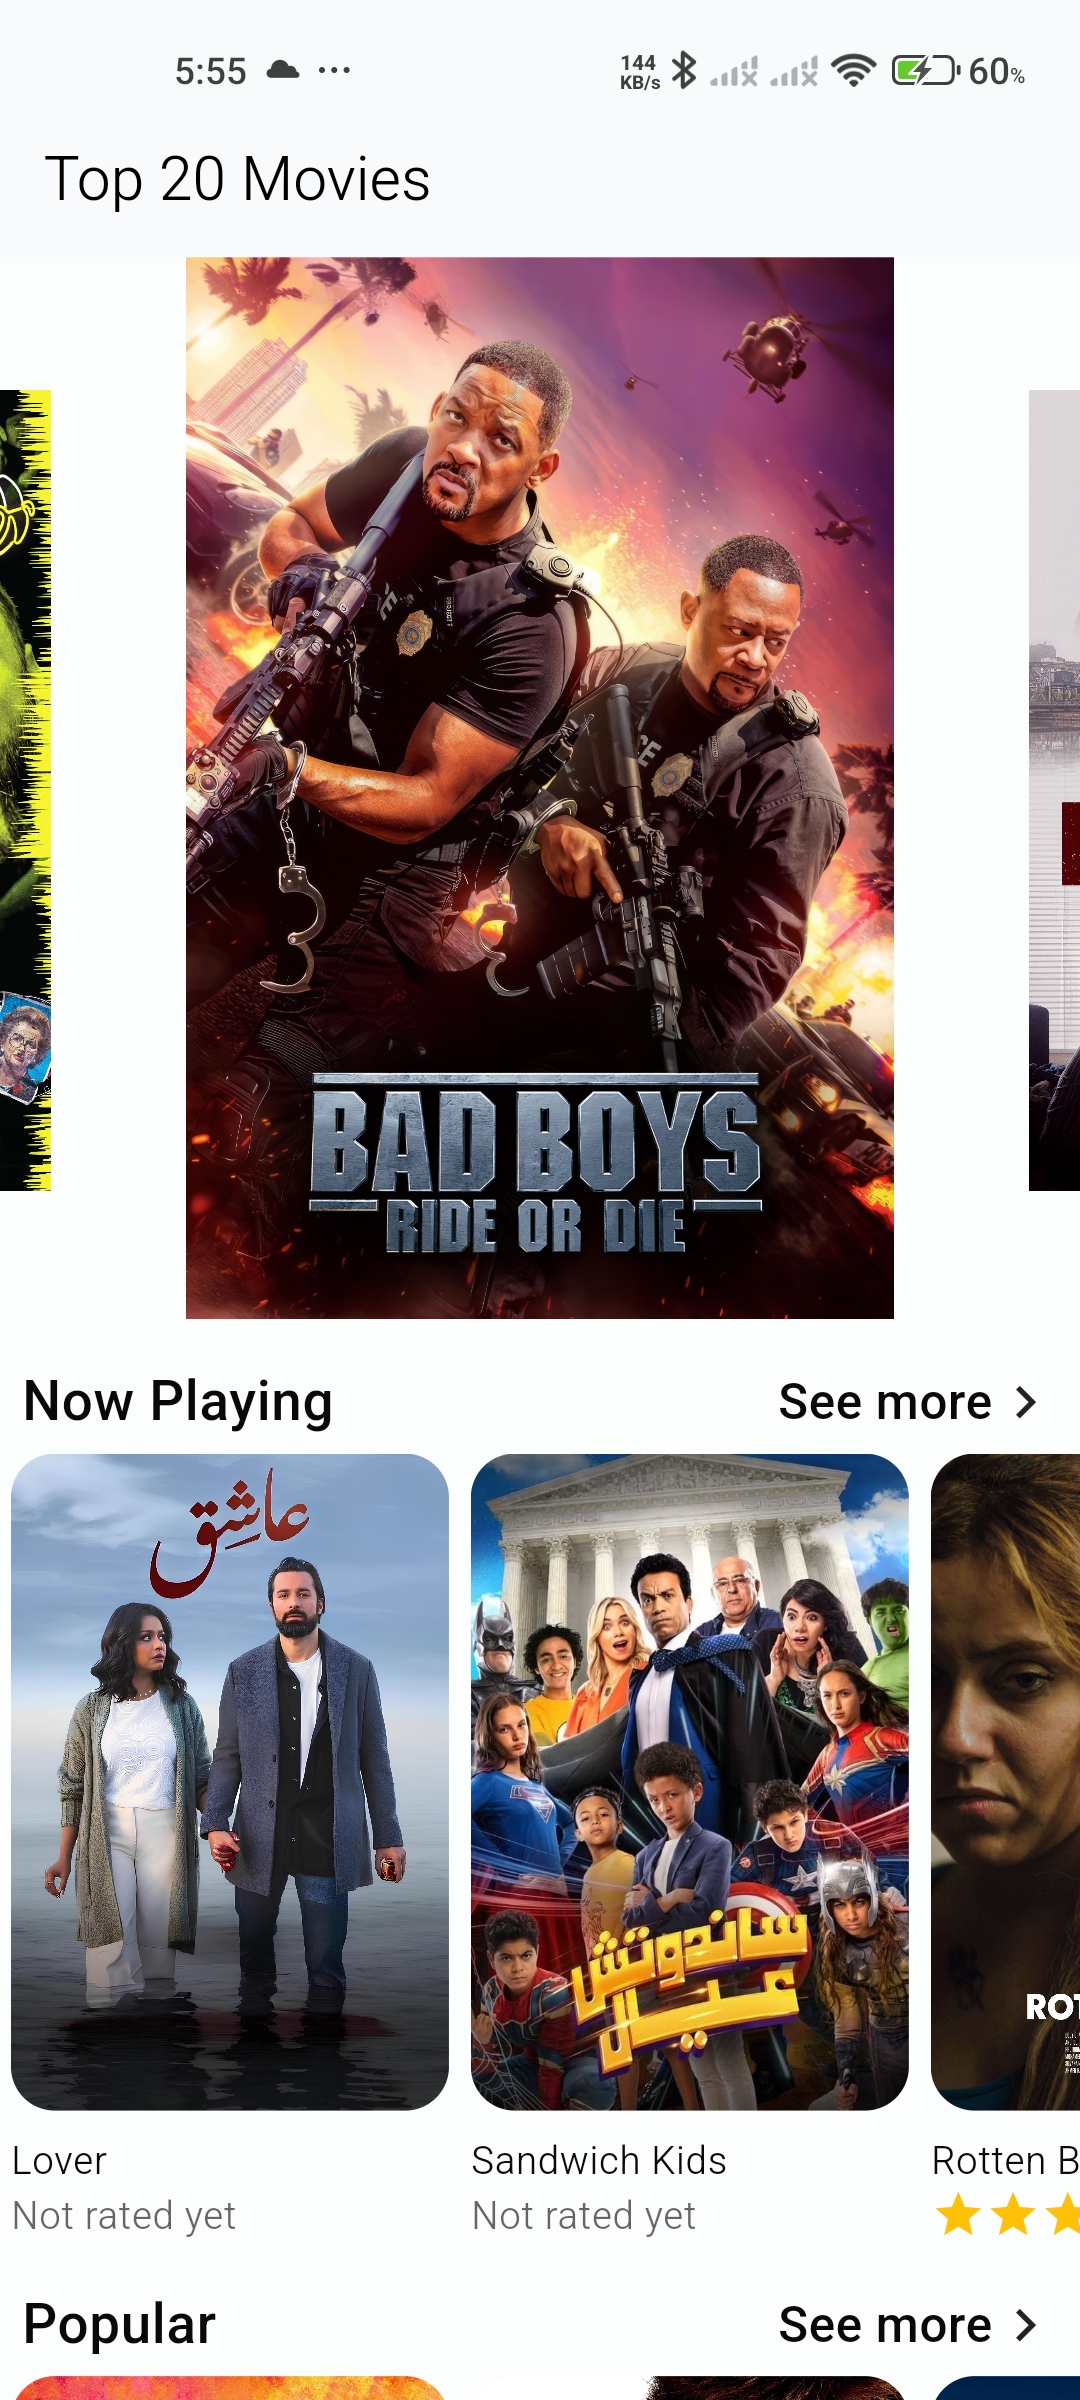 5:55
144
KB/s
60%
Top 20 Movies
CE
BAD BOYS
RIDE OR DIE
Now Playing
See more
عاشق
ساندوتش
عيال
ROT
Lover
Sandwich Kids
Rotten B
Not rated yet
Not rated yet
Popular
See more